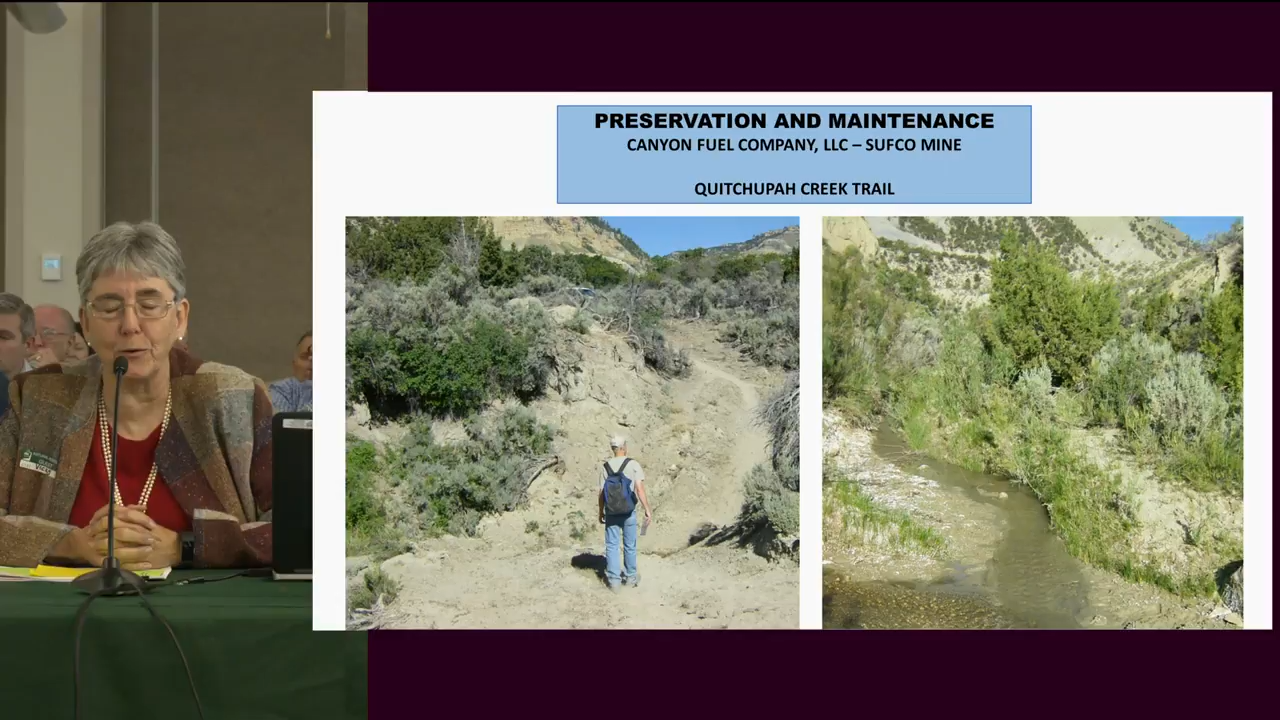 PRESERVATION AND MAINTENANCE
CANYON FUEL COMPANY, LLC – SUFCO MINE
QUITCHUPAH CREEK TRAIL